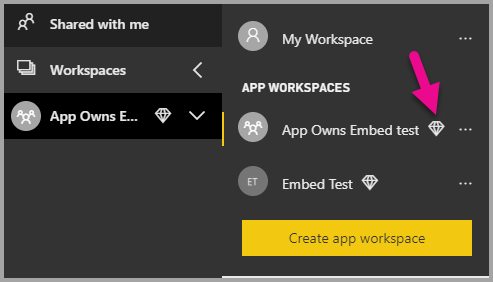 Shared with me
Workspaces
App Owns E...
My Workspace
APP WORKSPACES
App Owns Embed test
ET
Embed Test
Create app workspace